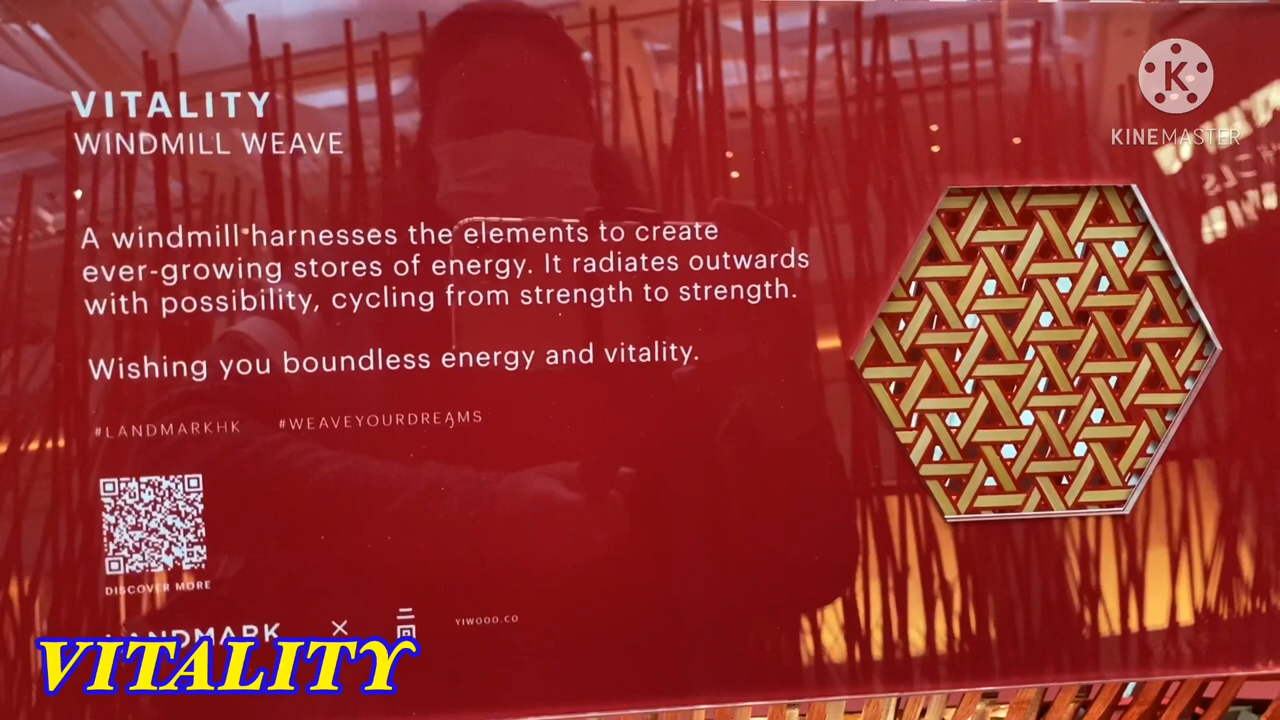 VITALITY
WINDMILL WEAVE
A windmill harnesses the elements to create
ever-growing stores of energy. It radiates outwards
with possibility, cycling from strength to strength.
Wishing you boundless energy and vitality.
#LANDMARKHK #WEAVEYOURDREAMS
DISCOVER MORE
LANDMARK X YIWOOO.CO
VITALITY
K
KINEMASTER